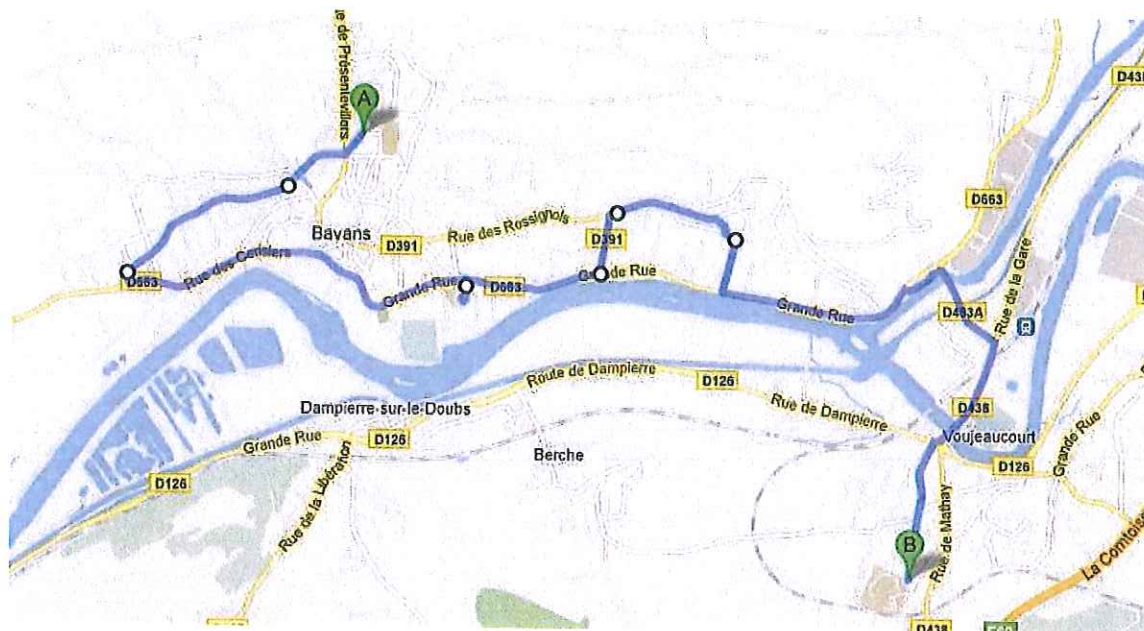 e de Présentevillers
A
D663
D43
Bavans
D391
Rue des Rossignols
D391
Rue des Cerisiers
D663
Grande Rue
D663
Grande Rue
Grande Rue
D463A
Rue de la Gare
Route de Dampierre
D126
Rue de Dampierre
D438
Dampierre-sur-le-Doubs
Grande Rue
D126
Berche
Voujeaucourt
D126
Grande Rue
D126
Rue de la Libération
B
Rue de Mathay
La Comtoise
D438